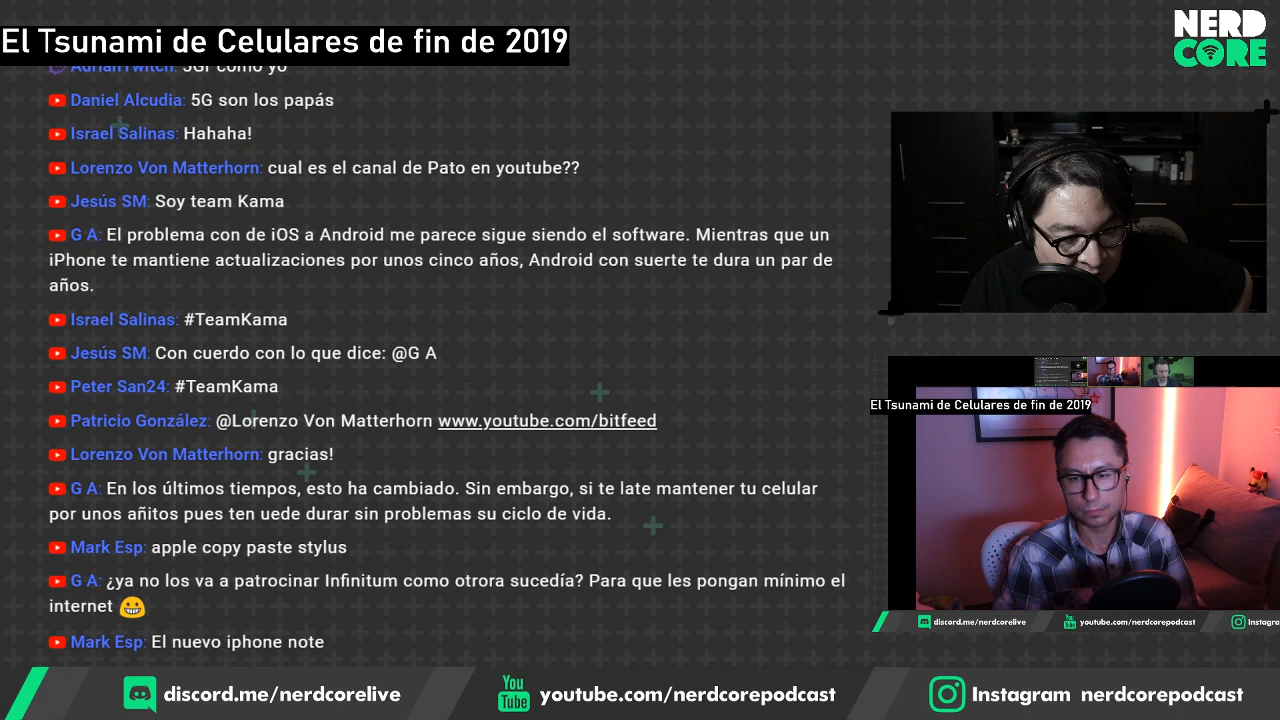 El Tsunami de Celulares de fin de 2019
NERD
CORE
AdrianTwitch: 5Gr como yo
Daniel Alcudia: 5G son los papás
Israel Salinas: Hahaha!
Lorenzo Von Matterhorn: cual es el canal de Pato en youtube??
Jesús SM: Soy team Kama
G A: El problema con de iOS a Android me parece sigue siendo el software. Mientras que un
iPhone te mantiene actualizaciones por unos cinco años, Android con suerte te dura un par de
años.
Israel Salinas: #TeamKama
Jesús SM: Con cuerdo con lo que dice: @G A
Peter San24: #TeamKama
Patricio González: @Lorenzo Von Matterhorn www.youtube.com/bitfeed
Lorenzo Von Matterhorn: gracias!
G A: En los últimos tiempos, esto ha cambiado. Sin embargo, si te late mantener tu celular
por unos añitos pues ten uede durar sin problemas su ciclo de vida.
Mark Esp: apple copy paste stylus
G A: ¿ya no los va a patrocinar Infinitum como otrora sucedía? Para que les pongan mínimo el
internet 😀
Mark Esp: El nuevo iphone note
El Tsunami de Celulares de fin de 2019
discord.me/nerdcorelive
You Tube youtube.com/nerdcorepodcast
Instagra
discord.me/nerdcorelive
You Tube youtube.com/nerdcorepodcast
Instagram nerdcorepodcast